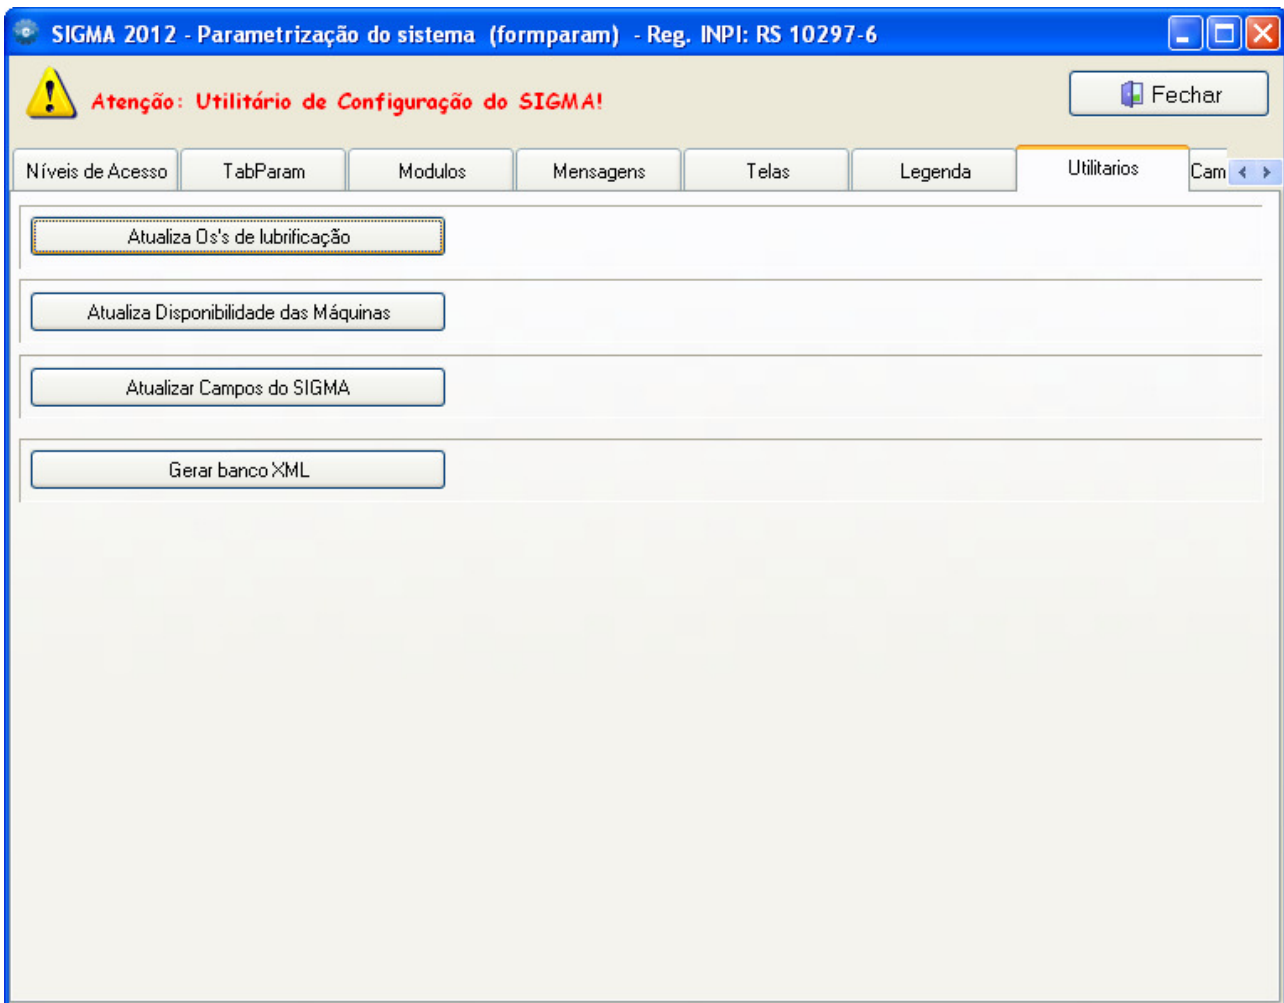 SIGMA 2012 - Parametrização do sistema (formparam) - Reg. INPI: RS 10297-6
Atenção: Utilitário de Configuração do SIGMA!
Fechar
Níveis de Acesso
TabParam
Modulos
Mensagens
Telas
Legenda
Utilitarios
Cam
Atualiza Os's de lubrificação
Atualiza Disponibilidade das Máquinas
Atualizar Campos do SIGMA
Gerar banco XML